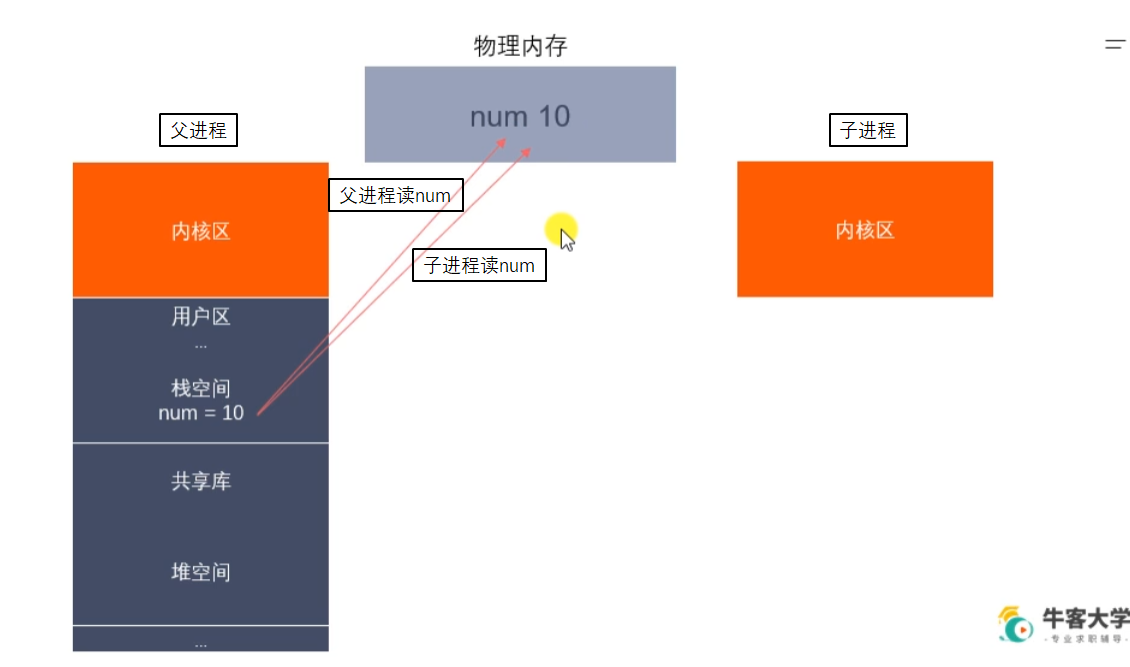 物理内存
num 10
父进程
子进程
父进程读num
内核区
内核区
子进程读num
用户区
...
栈空间
num = 10
共享库
堆空间
...
牛客大学
·专业求职辅导·